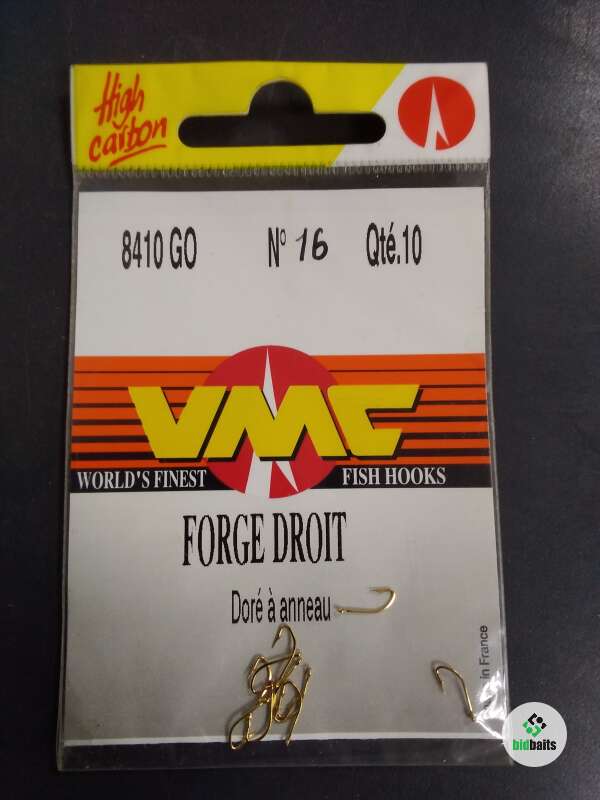 High
carbon
8410 GO Nº 16 Qté.10
VMC
WORLD'S FINEST FISH HOOKS
FORGE DROIT
Doré à anneau
in France
bidbaits